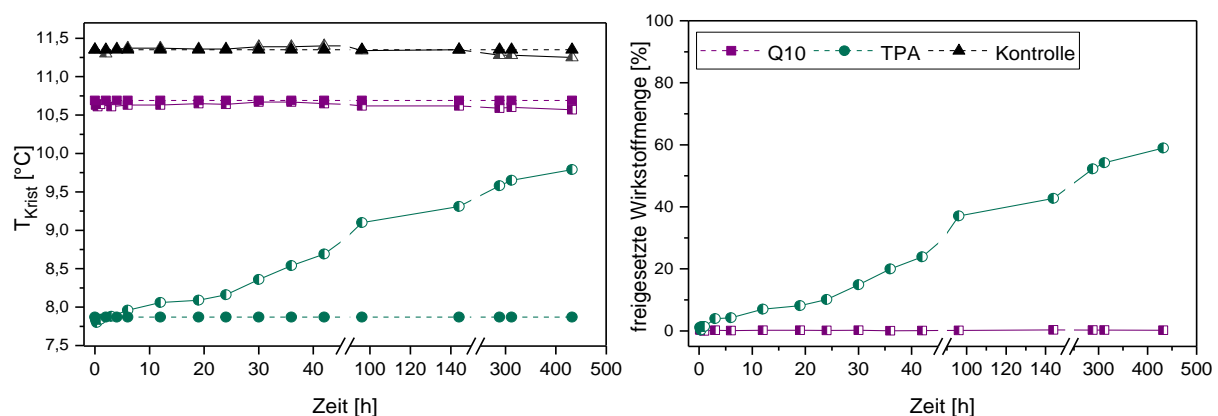 T_Krist [°C]
11,5
11,0
10,5
10,0
9,5
9,0
8,5
8,0
7,5
0 10 20 30 40 100 120 140 300 400 500
Zeit [h]
freigesetzte Wirkstoffmenge [%]
100
80
60
40
20
0
Q10 TPA Kontrolle
0 10 20 30 40 100 120 140 300 400 500
Zeit [h]